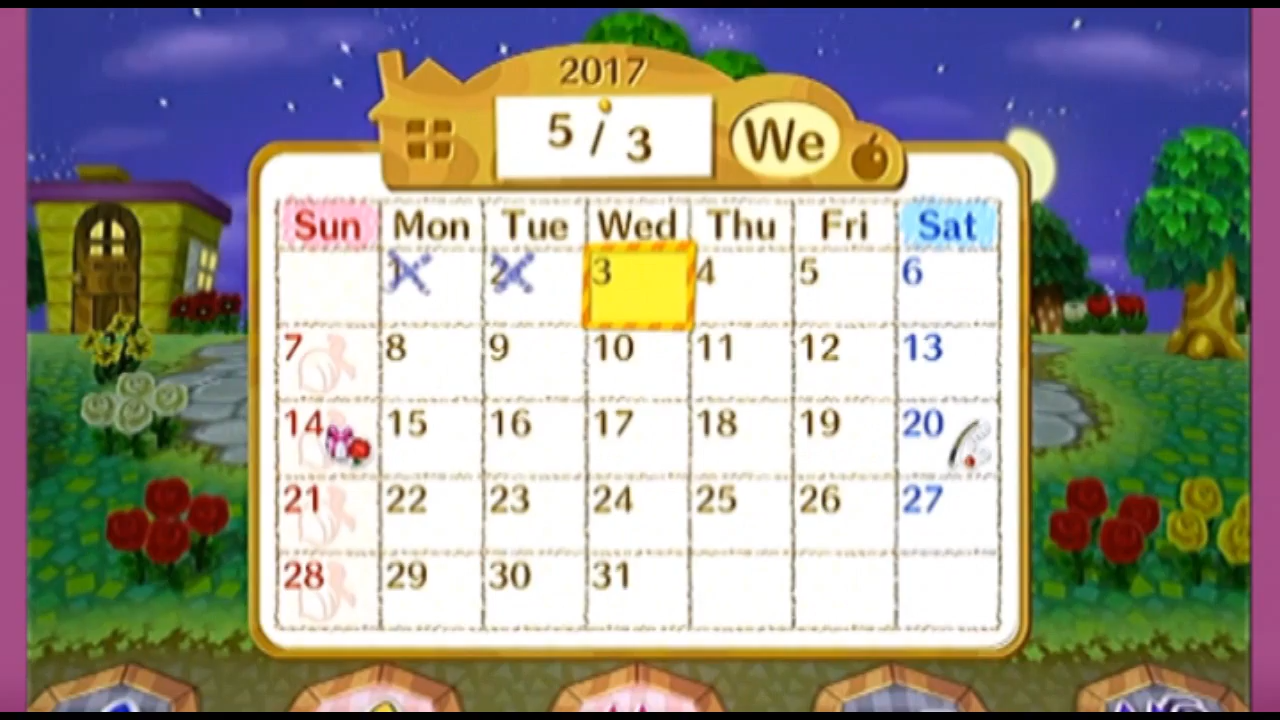 2017
5 / 3 We
Sun Mon Tue Wed Thu Fri Sat
1 2 3 4 5 6
7 8 9 10 11 12 13
14 15 16 17 18 19 20
21 22 23 24 25 26 27
28 29 30 31